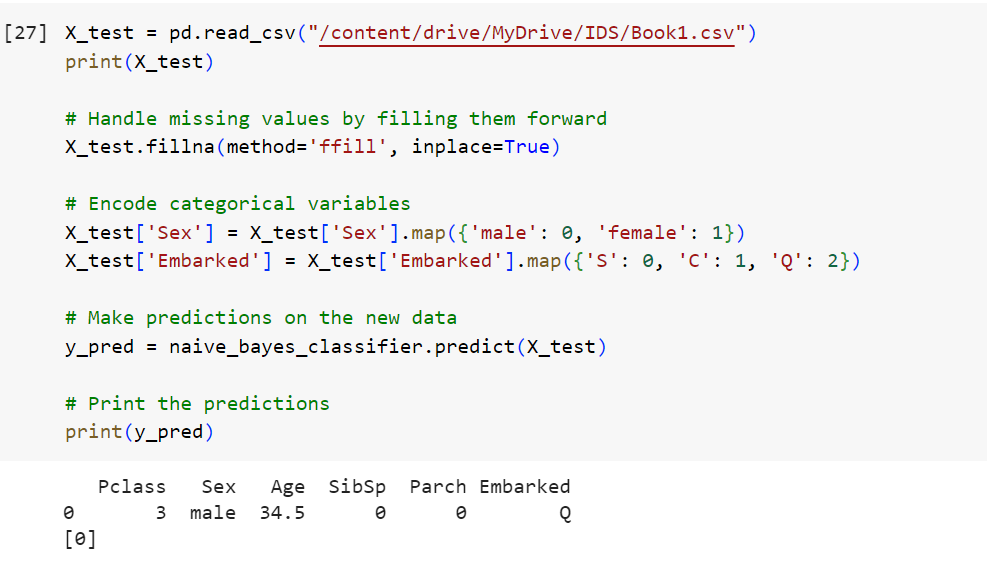 [27] X_test = pd.read_csv("/content/drive/MyDrive/IDS/Book1.csv")
print(X_test)
# Handle missing values by filling them forward
X_test.fillna(method='ffill', inplace=True)
# Encode categorical variables
X_test['Sex'] = X_test['Sex'].map({'male': 0, 'female': 1})
X_test['Embarked'] = X_test['Embarked'].map({'S': 0, 'C': 1, 'Q': 2})
# Make predictions on the new data
y_pred = naive_bayes_classifier.predict(X_test)
# Print the predictions
print(y_pred)
Pclass Sex Age SibSp Parch Embarked
0 3 male 34.5 0 0 Q
[0]